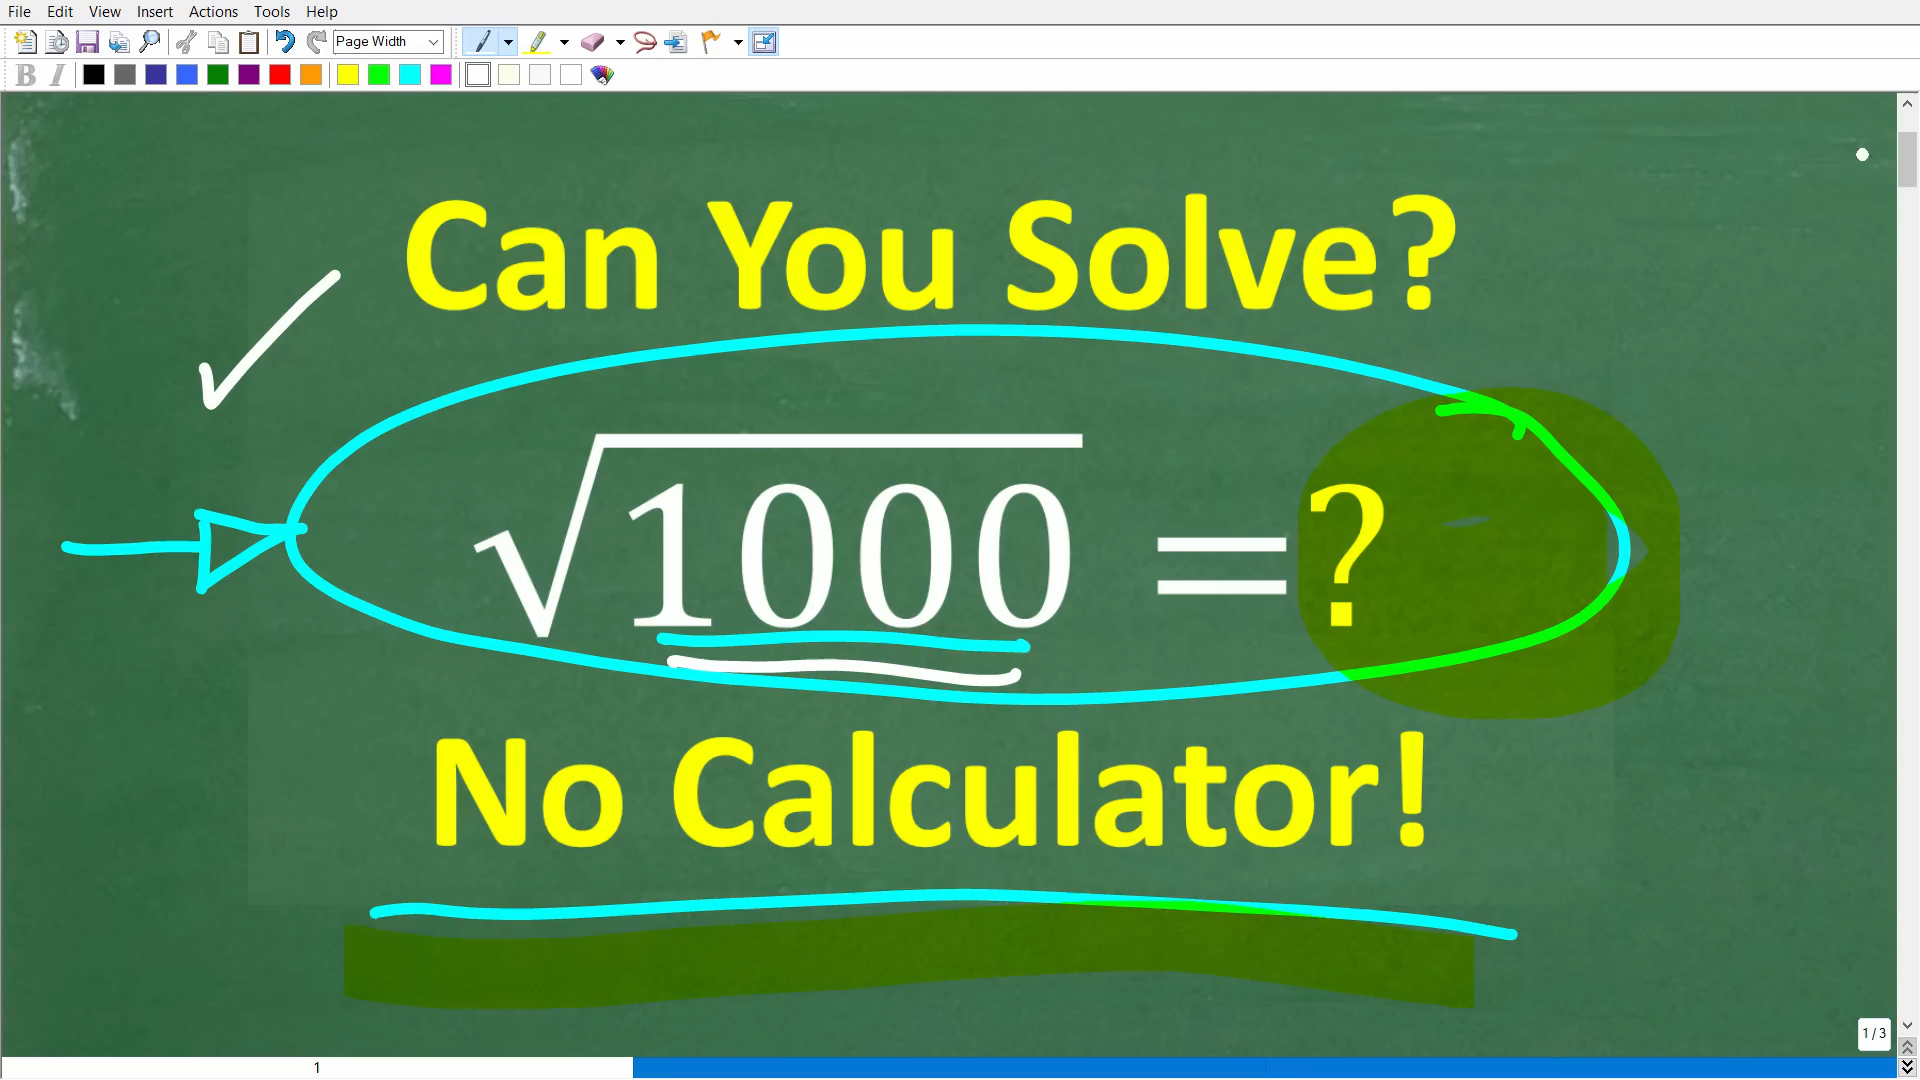 File Edit View Insert Actions Tools Help
Page Width
B I
Can You Solve?
√1000 = ?
No Calculator!
1 / 3
1